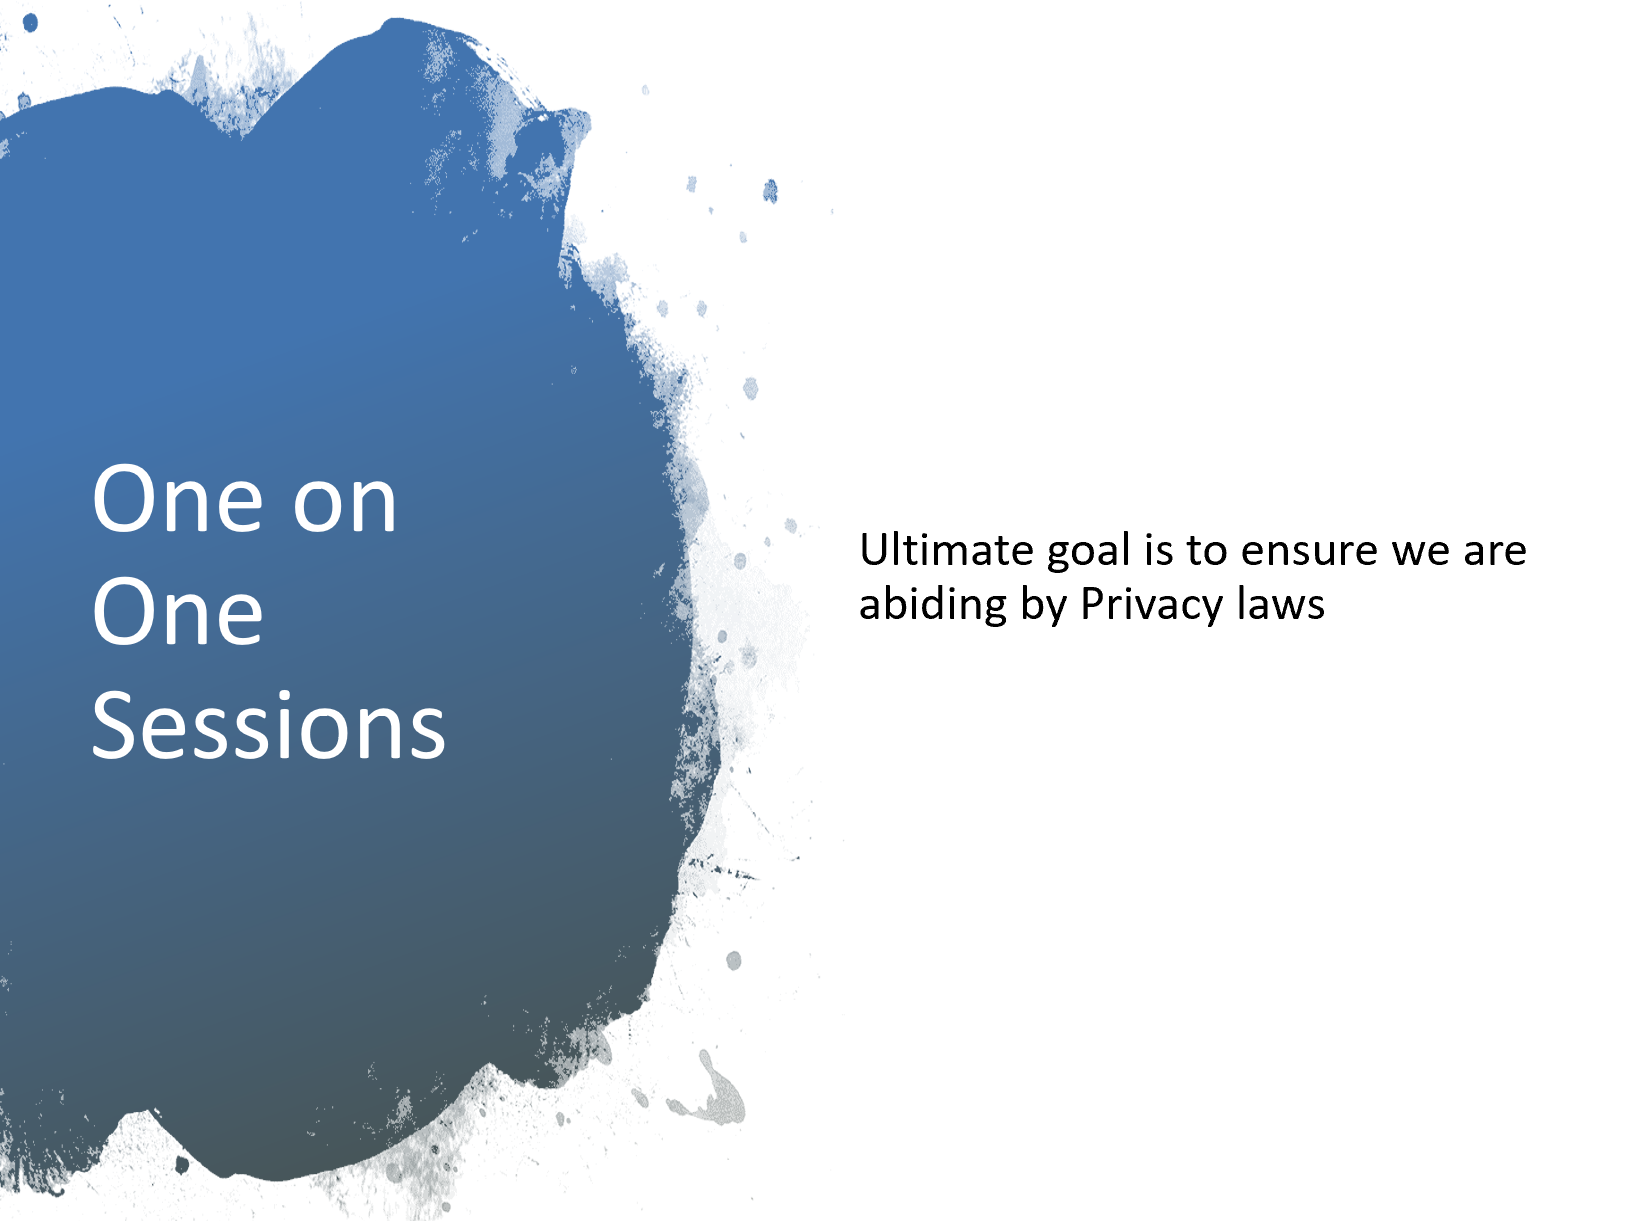 One on
One
Sessions
Ultimate goal is to ensure we are
abiding by Privacy laws